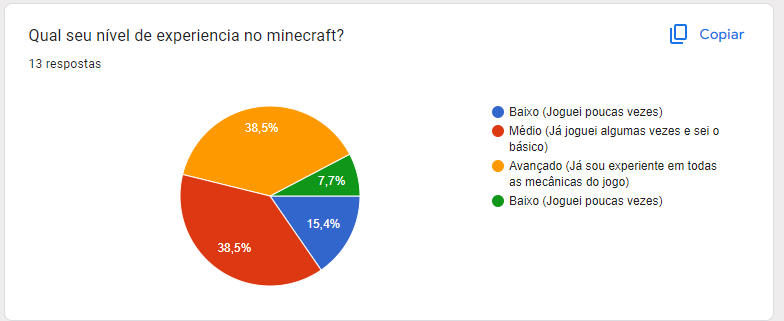 Qual seu nível de experiencia no minecraft?
Copiar
13 respostas
38,5%
7,7%
15,4%
38,5%
Baixo (Joguei poucas vezes)
Médio (Já joguei algumas vezes e sei o
básico)
Avançado (Já sou experiente em todas
as mecânicas do jogo)
Baixo (Joguei poucas vezes)